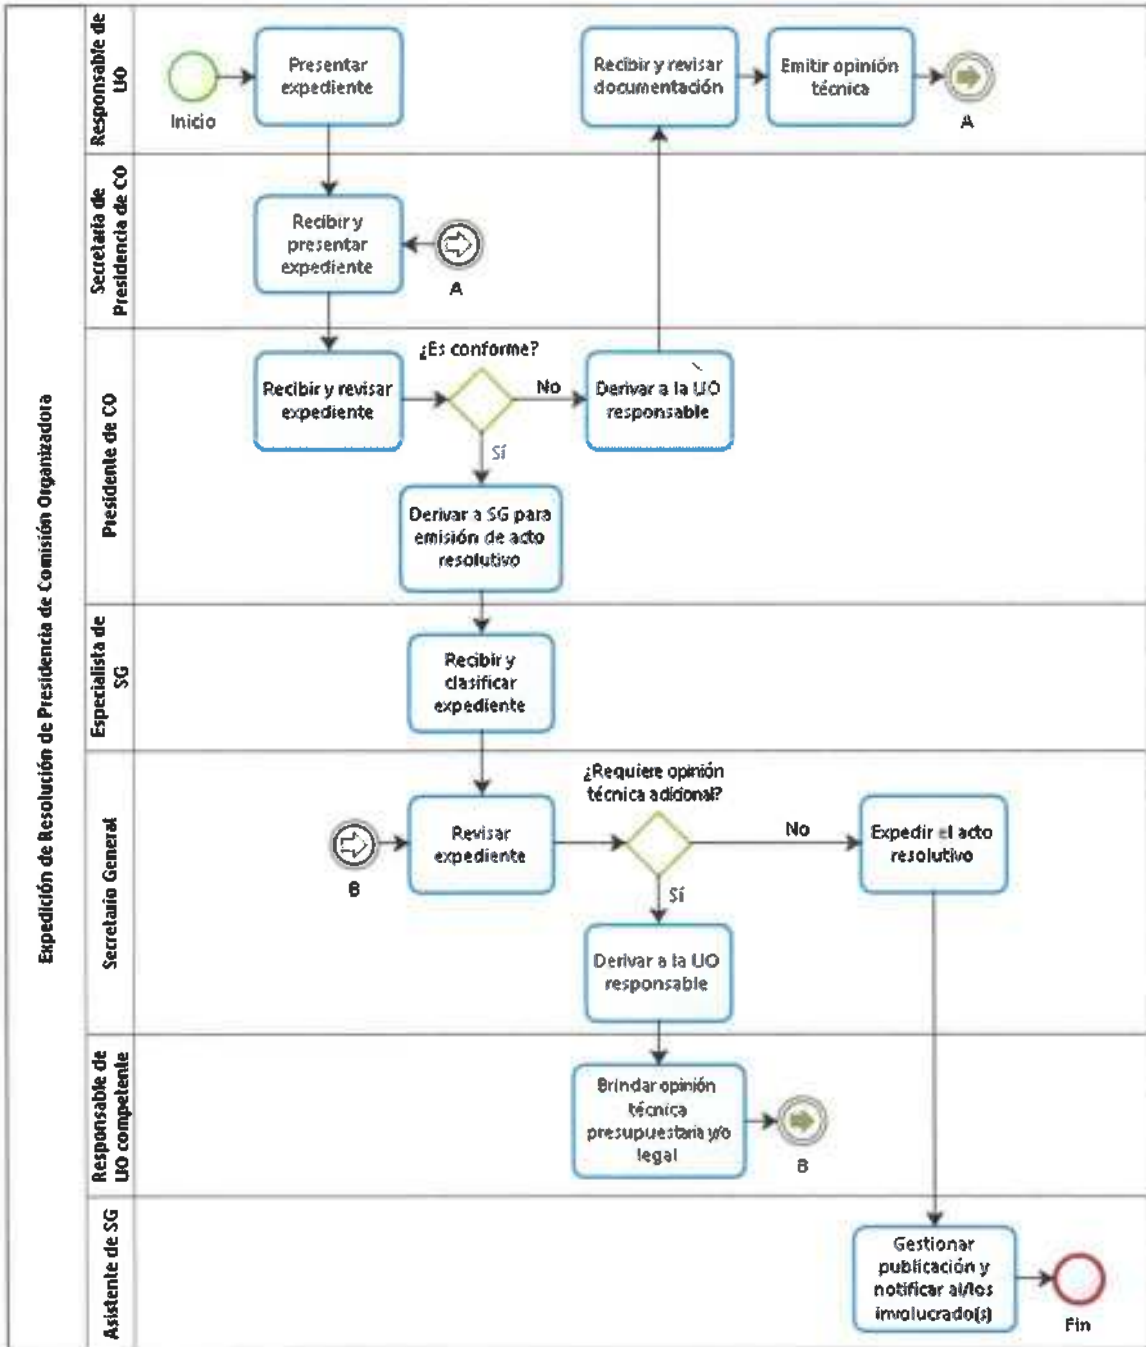 Expedición de Resolución de Presidencia de Comisión Organizadora
Responsable de
UO
Inicio
Presentar
expediente
Recibir y revisar
documentación
Emitir opinión
técnica
A
Secretaria de
Presidencia de CO
Recibir y
presentar
expediente
A
Presidente de CO
Recibir y revisar
expediente
¿Es conforme?
No
Derivar a la UO
responsable
Sí
Derivar a SG para
emisión de acto
resolutivo
Especialista de
SG
Recibir y
clasificar
expediente
Secretario General
B
Revisar
expediente
¿Requiere opinión
técnica adicional?
No
Expedir el acto
resolutivo
Sí
Derivar a la UO
responsable
Responsable de
UO competente
Brindar opinión
técnica
presupuestaria y/o
legal
B
Asistente de SG
Gestionar
publicación y
notificar al/los
involucrado(s)
Fin